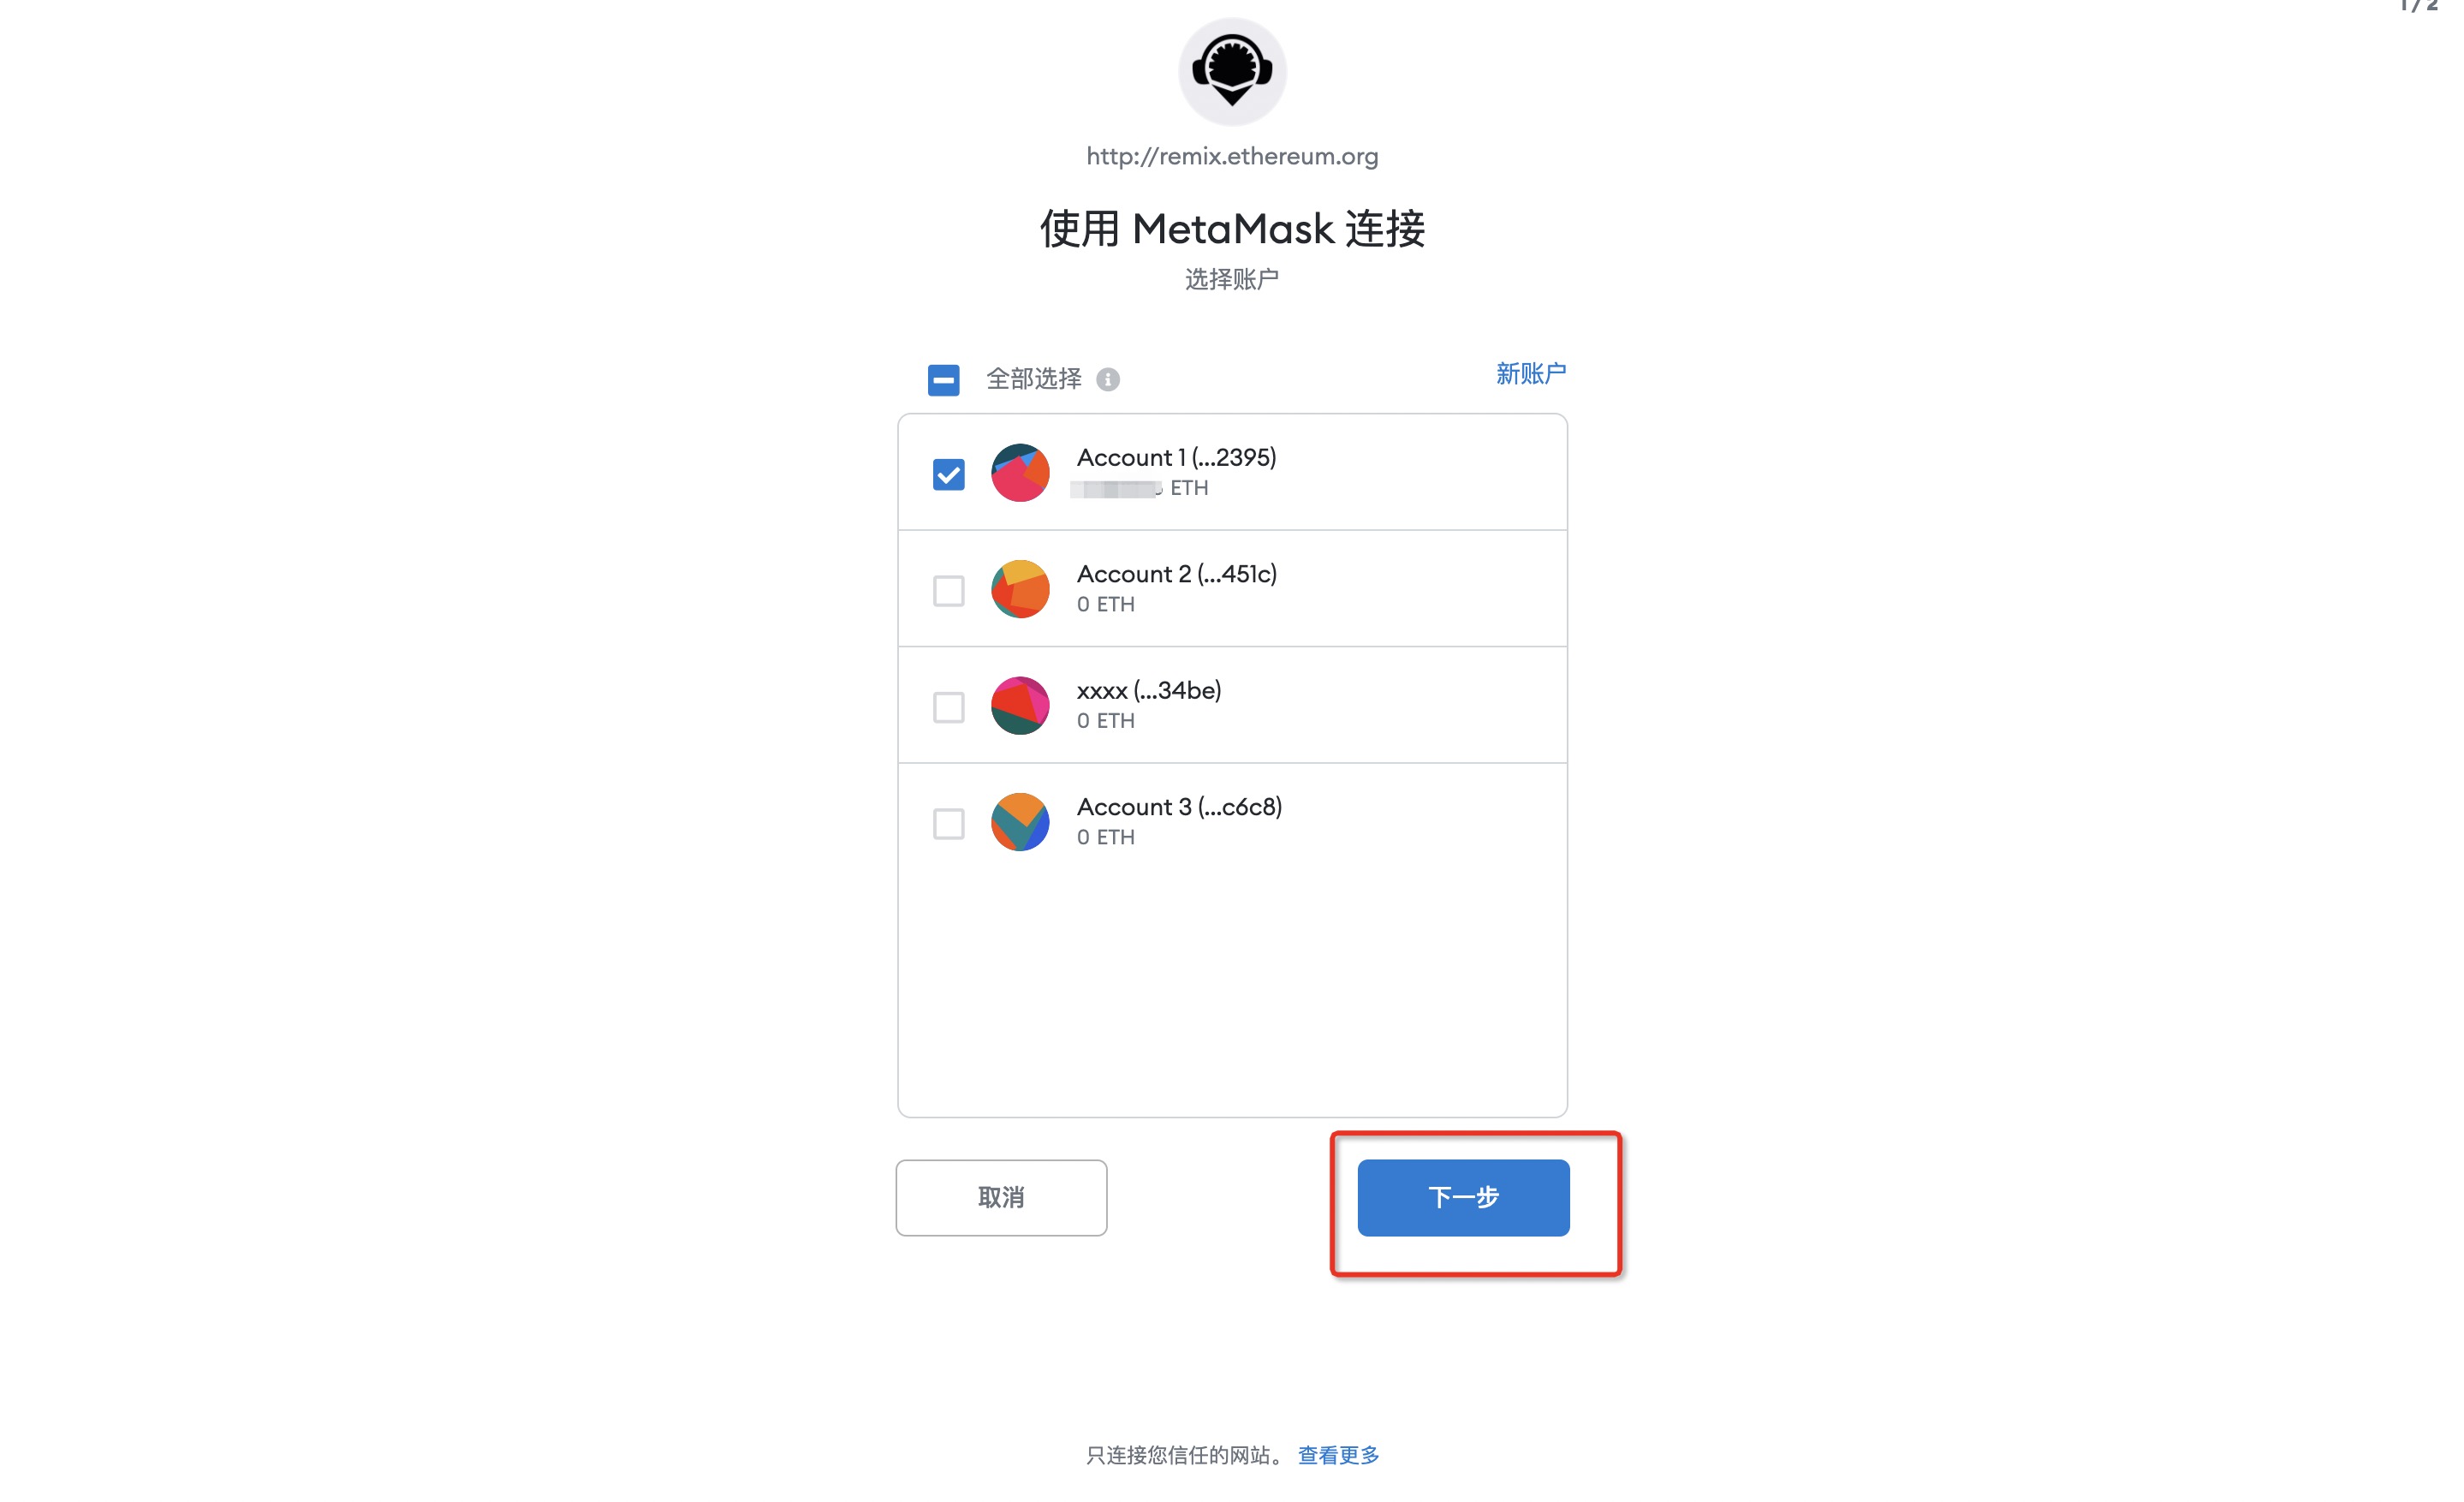 1/2
http://remix.ethereum.org
使用 MetaMask 连接
选择账户
全部选择
新账户
Account 1 (...2395)
ETH
Account 2 (...451c)
0 ETH
xxxx (...34be)
0 ETH
Account 3 (...c6c8)
0 ETH
取消
下一步
只连接您信任的网站。 查看更多